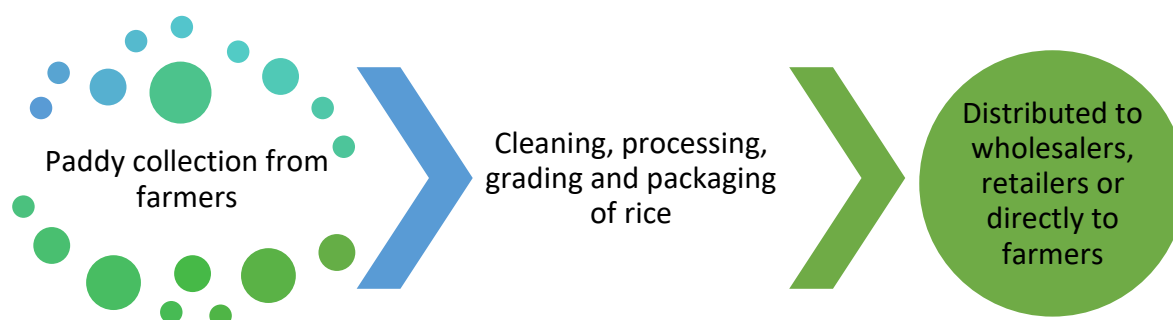 Paddy collection from
farmers
Cleaning, processing,
grading and packaging
of rice
Distributed to
wholesalers,
retailers or
directly to
farmers